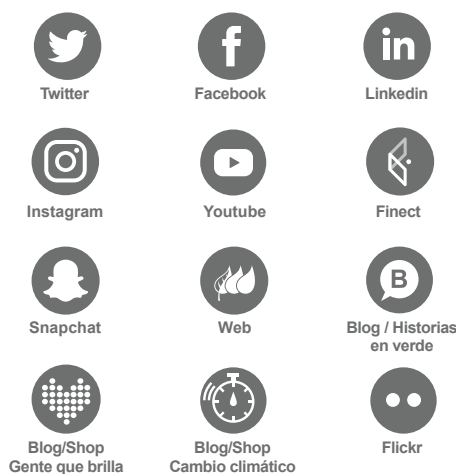 Twitter
Facebook
Linkedin
Instagram
Youtube
Finect
Snapchat
Web
B
Blog / Historias
en verde
Blog/Shop
Gente que brilla
Blog/Shop
Cambio climático
Flickr